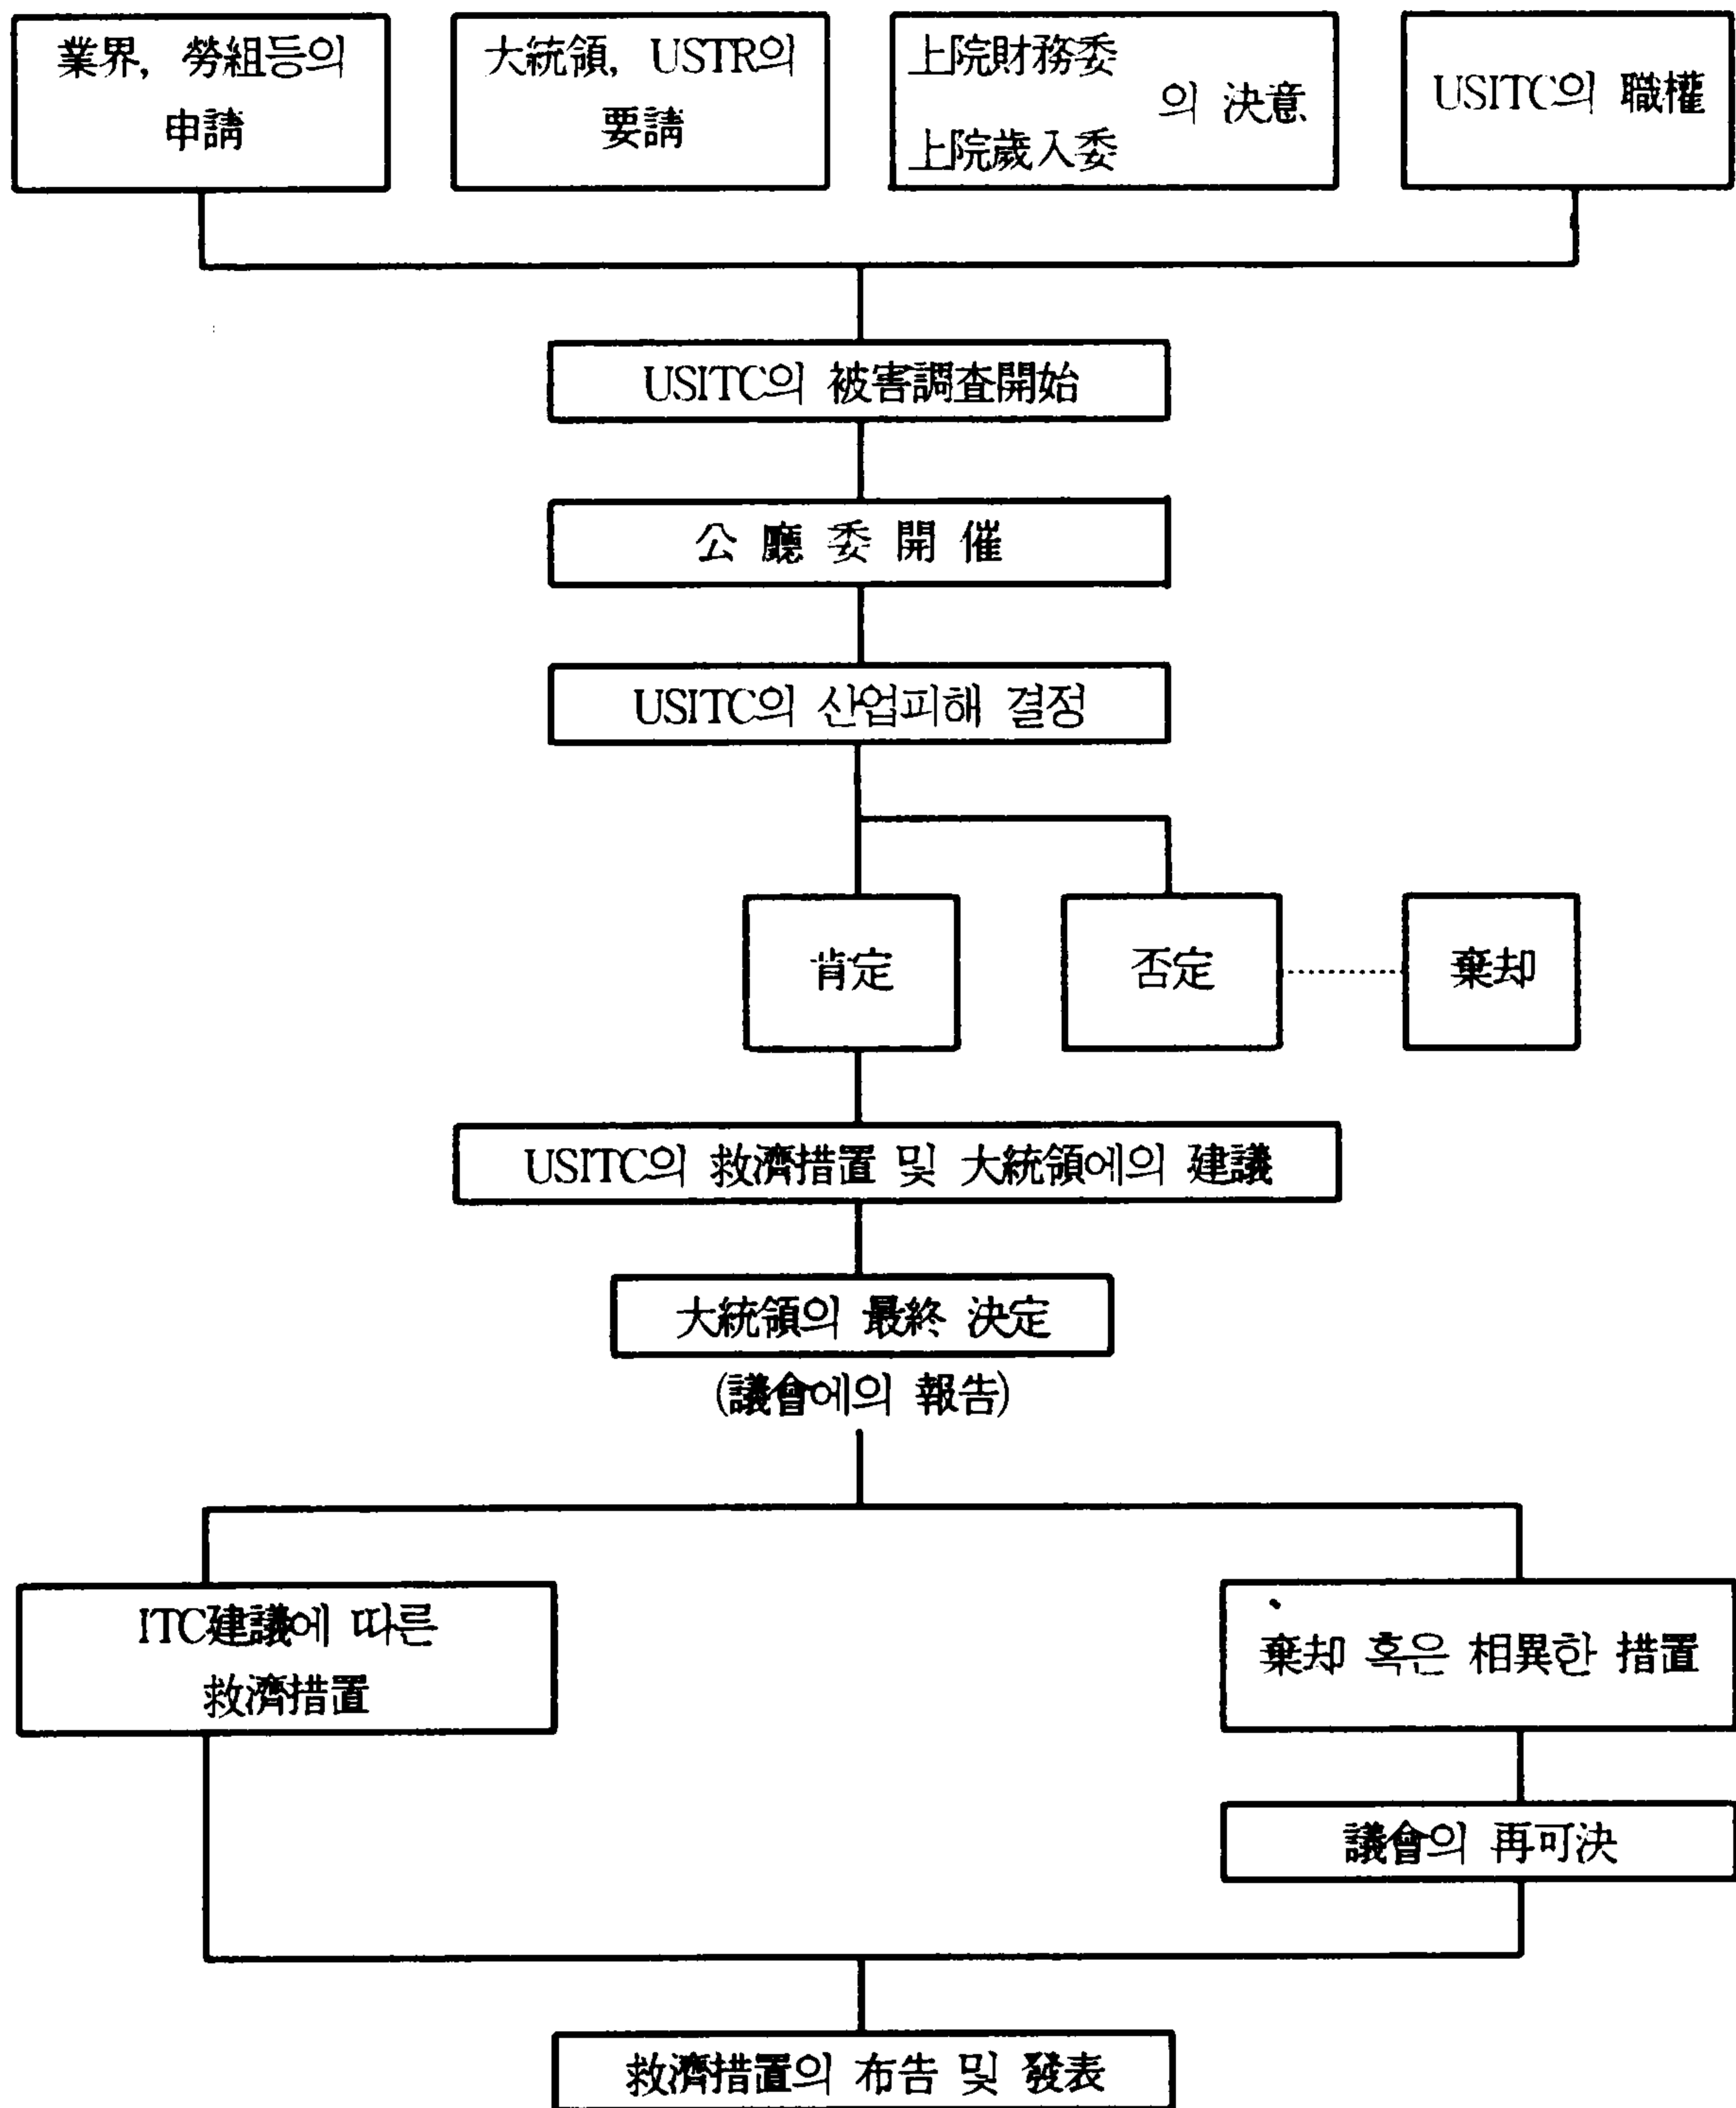 業界, 勞組등의
申請
大統領, USTR의
要請
上院財務委
의 決意
上院歲入委
USITC의 職權
USITC의 被害調査開始
公 廳 委 開 催
USITC의 산업피해 결정
肯定
否定
棄却
USITC의 救濟措置 및 大統領에의 建議
大統領의 最終 決定
(議會에의 報告)
ITC建議에 따른
救濟措置
棄却 혹은 相異한 措置
議會의 再可決
救濟措置의 布告 및 發表